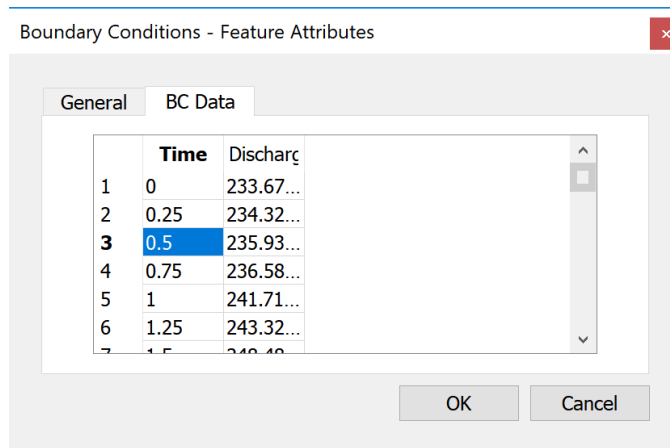 Boundary Conditions - Feature Attributes
General BC Data
Time Discharg
1 0 233.67...
2 0.25 234.32...
3 0.5 235.93...
4 0.75 236.58...
5 1 241.71...
6 1.25 243.32...
OK Cancel